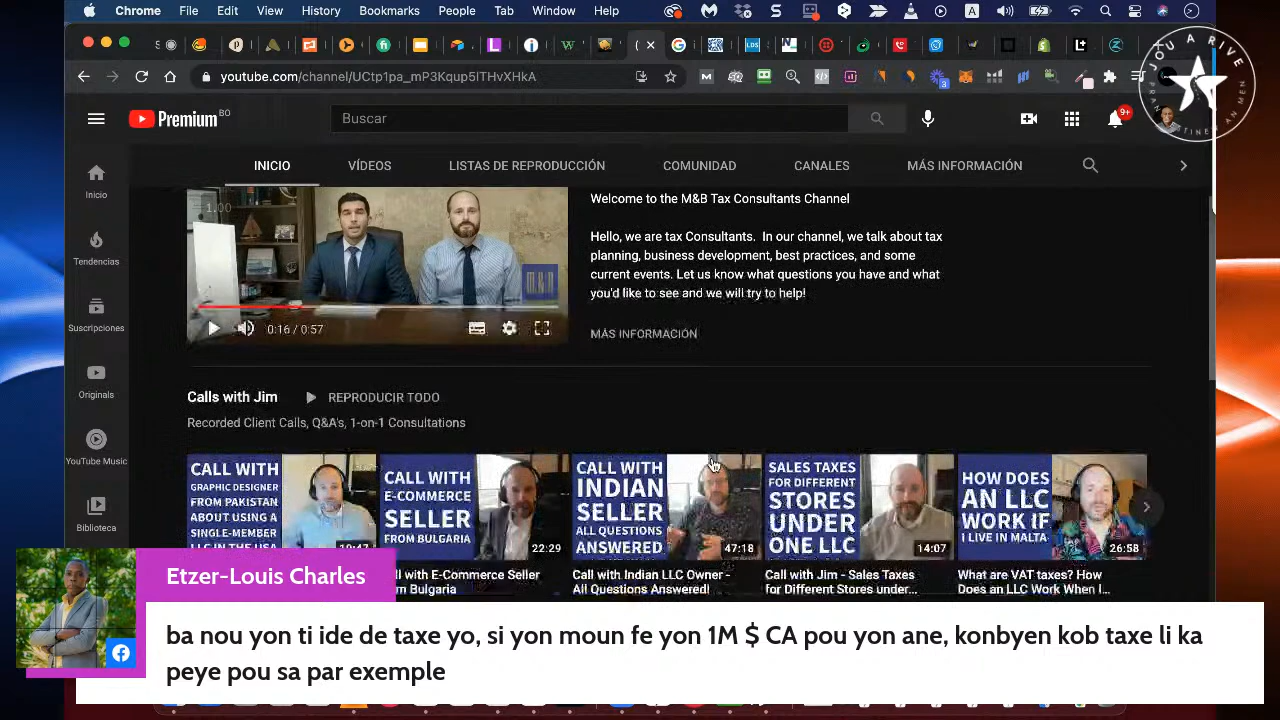 Chrome File Edit View History Bookmarks People Tab Window Help
youtube.com/channel/UCtp1pa_mP3Kqup5lTHvXHkA
YOU ARIVE
Premium BO
Buscar
9+
INICIO VÍDEOS LISTAS DE REPRODUCCIÓN COMUNIDAD CANALES MÁS INFORMACIÓN
Inicio
Tendencias
Suscripciones
Originals
YouTube Music
Biblioteca
1.00
0:16 / 0:57
Welcome to the M&B Tax Consultants Channel
Hello, we are tax Consultants. In our channel, we talk about tax
planning, business development, best practices, and some
current events. Let us know what questions you have and what
you'd like to see and we will try to help!
MÁS INFORMACIÓN
Calls with Jim REPRODUCIR TODO
Recorded Client Calls, Q&A's, 1-on-1 Consultations
CALL WITH
GRAPHIC DESIGNER
FROM PAKISTAN
ABOUT USING A
SINGLE-MEMBER
CALL WITH
E-COMMERCE
SELLER
FROM BULGARIA
22:29
CALL WITH
INDIAN
SELLER
ALL QUESTIONS
ANSWERED
47:18
SALES TAXES
FOR DIFFERENT
STORES
UNDER
ONE LLC
14:07
HOW DOES
AN LLC
WORK IF
I LIVE IN MALTA
26:58
with E-Commerce Seller
Bulgaria
Call with Indian LLC Owner -
All Questions Answered!
Call with Jim - Sales Taxes
for Different Stores under...
What are VAT taxes? How
Does an LLC Work When I...
Etzer-Louis Charles
ba nou yon ti ide de taxe yo, si yon moun fe yon 1M $ CA pou yon ane, konbyen kob taxe li ka
peye pou sa par exemple